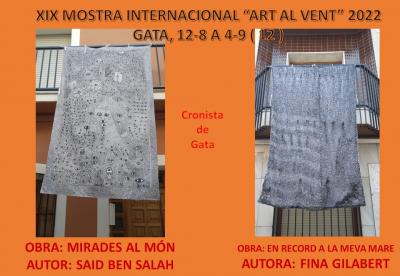 XIX MOSTRA INTERNACIONAL “ART AL VENT” 2022
GATA, 12-8 A 4-9 ( 12 )
Cronista
de
Gata
OBRA: MIRADES AL MÓN
AUTOR: SAID BEN SALAH
OBRA: EN RECORD A LA MEVA MARE
AUTORA: FINA GILABERT